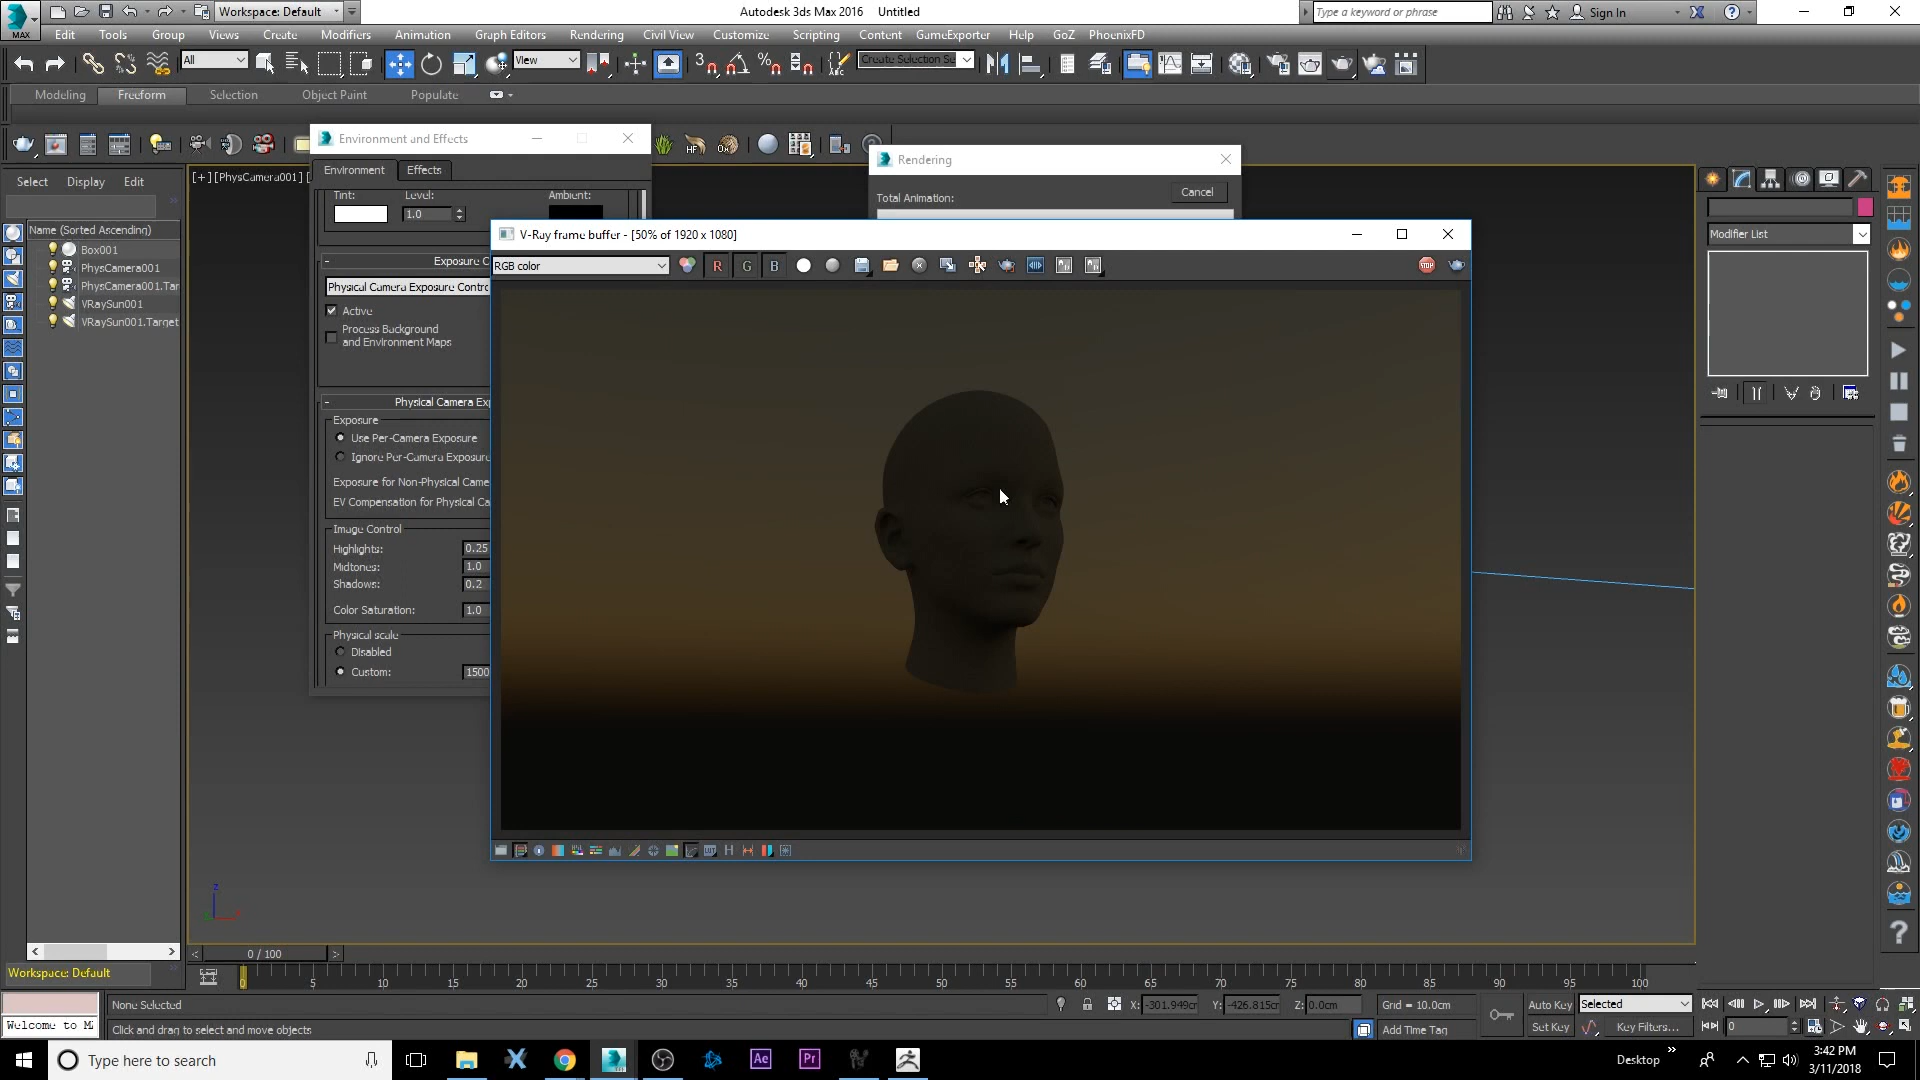 Workspace: Default
Autodesk 3ds Max 2016 Untitled
Type a keyword or phrase
Sign In
MAX
Edit Tools Group Views Create Modifiers Animation Graph Editors Rendering Civil View Customize Scripting Content GameExporter Help GoZ PhoenixFD
All
View
Create Selection Se
Modeling Freeform Selection Object Paint Populate
Environment and Effects
Rendering
[+][PhysCamera001]
Environment Effects
Cancel
Total Animation:
Select Display Edit
Tint: Level: Ambient:
1.0
Name (Sorted Ascending)
Box001
PhysCamera001
PhysCamera001.Tar
VRaySun001
VRaySun001.Target
Modifier List
V-Ray frame buffer - [50% of 1920 x 1080]
RGB color
R G B
Exposure C
Physical Camera Exposure Contro
Active
Process Background
and Environment Maps
Physical Camera Exp
Exposure
Use Per-Camera Exposure
Ignore Per-Camera Exposure
Exposure for Non-Physical Came
EV Compensation for Physical Ca
Image Control
Highlights: 0.25
Midtones: 1.0
Shadows: 0.2
Color Saturation: 1.0
Physical scale
Disabled
Custom: 1500
0 / 100
Workspace: Default
0 5 10 15 20 25 30 35 40 45 50 55 60 65 70 75 80 85 90 95 100
None Selected
X: -301.949cm Y: -426.815cm Z: 0.0cm Grid = 10.0cm
Auto Key Selected
Welcome to M
Click and drag to select and move objects
Add Time Tag
Set Key Key Filters...
0
Type here to search
Ae Pr
Desktop
3:42 PM
3/11/2018